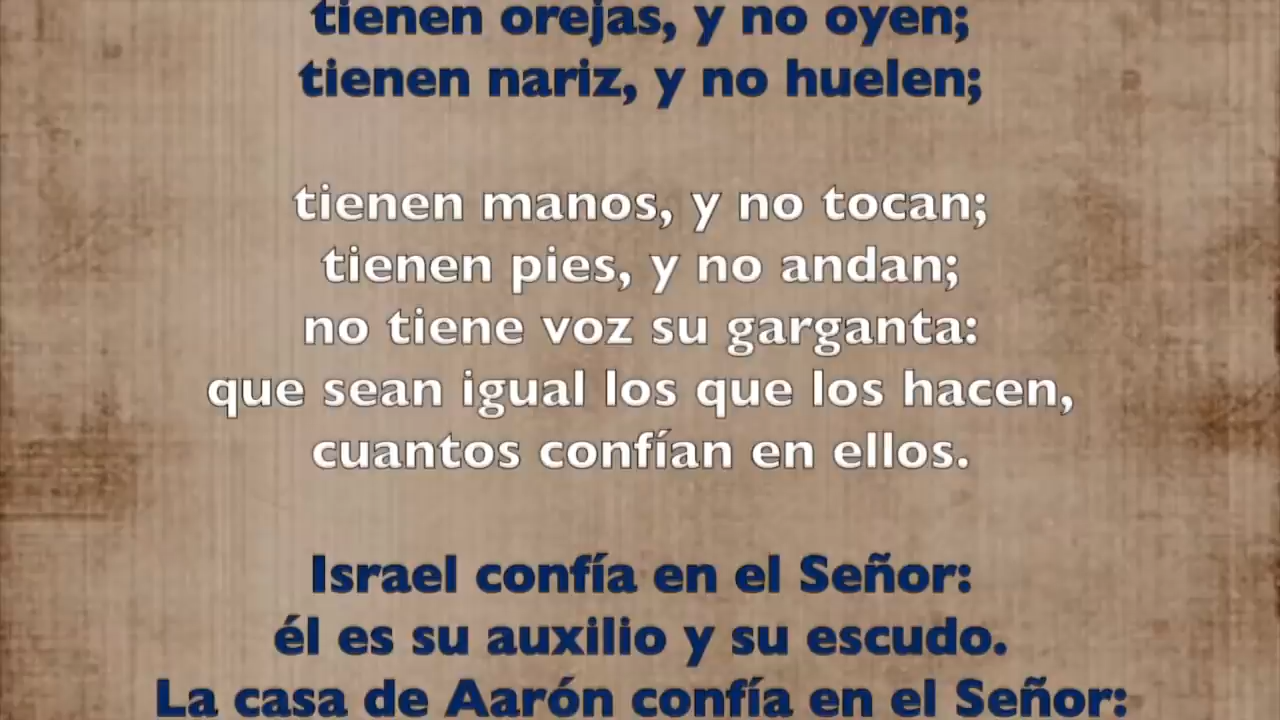 tienen orejas, y no oyen;
tienen nariz, y no huelen;
tienen manos, y no tocan;
tienen pies, y no andan;
no tiene voz su garganta:
que sean igual los que los hacen,
cuantos confían en ellos.
Israel confía en el Señor:
él es su auxilio y su escudo.
La casa de Aarón confía en el Señor: